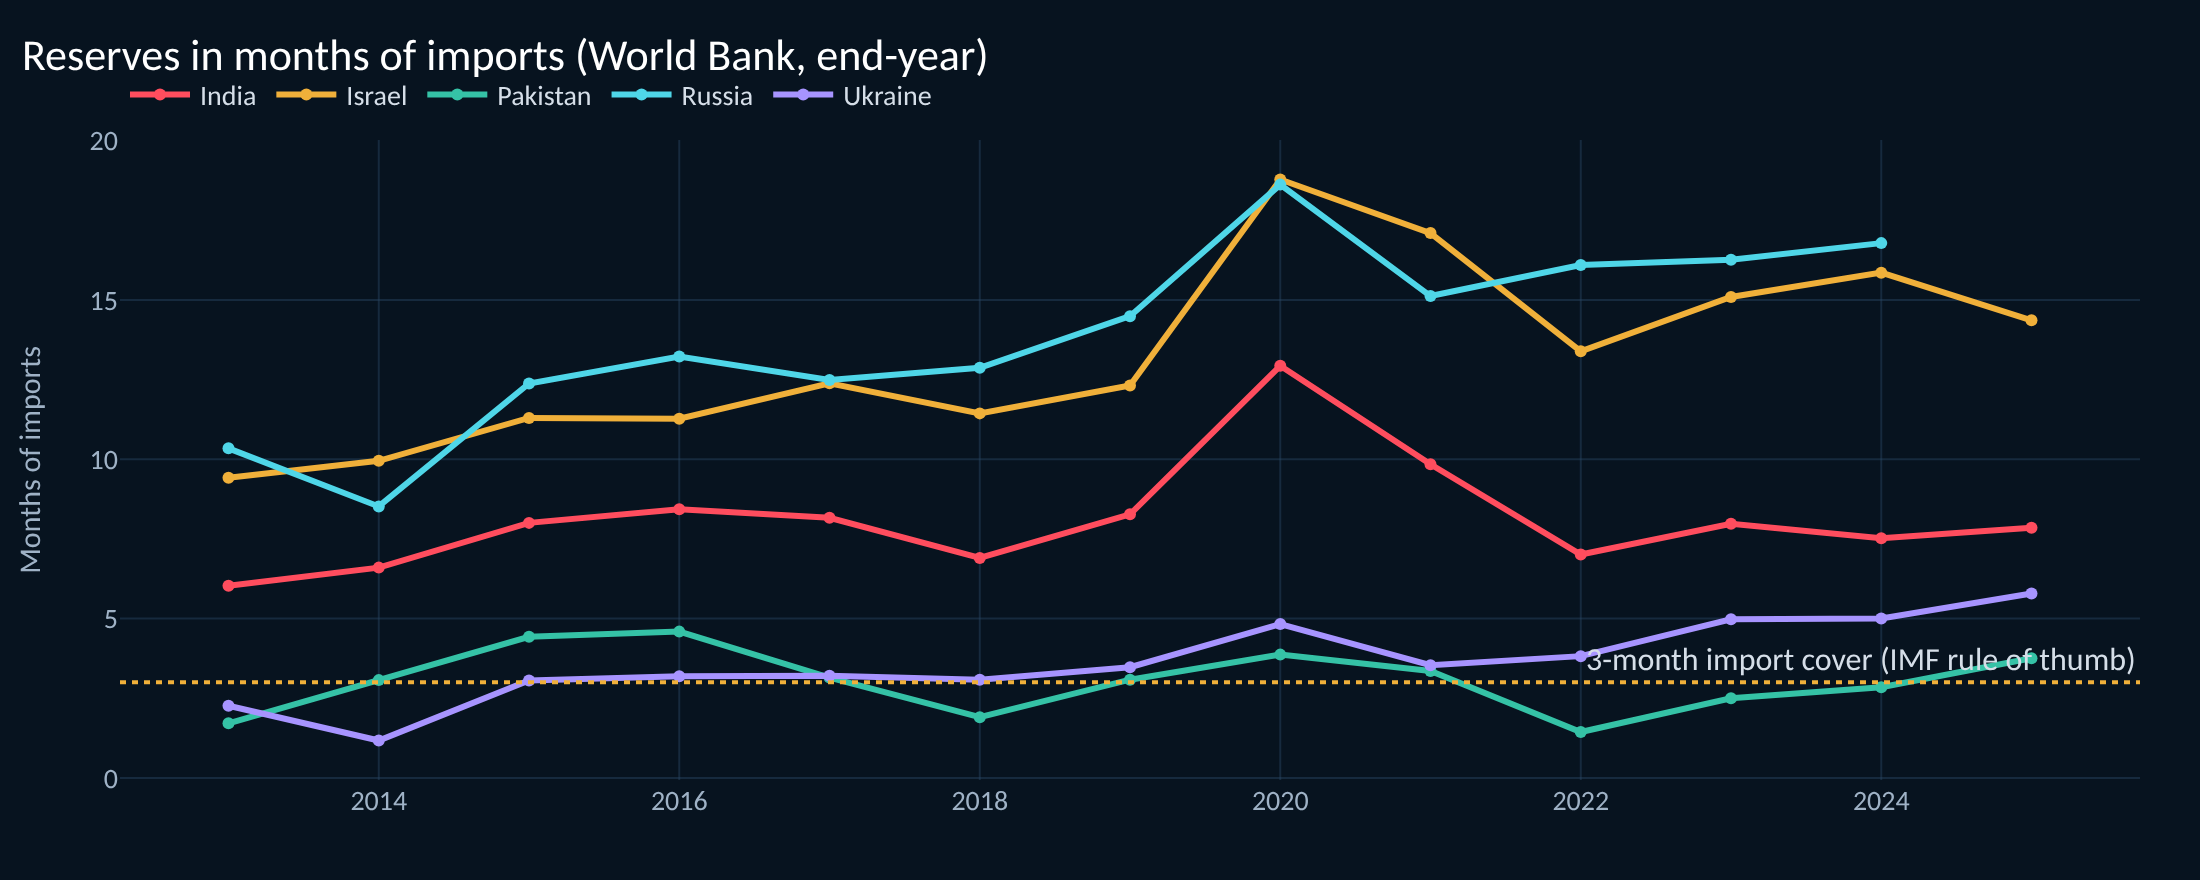 Reserves in months of imports (World Bank, end-year)
India Israel Pakistan Russia Ukraine
Months of imports
20
15
10
5
0
3-month import cover (IMF rule of thumb)
2014 2016 2018 2020 2022 2024